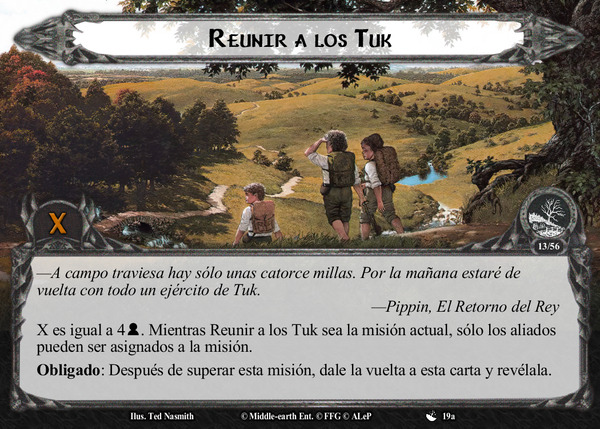 Reunir a los Tuk
X
13/56
—A campo traviesa hay sólo unas catorce millas. Por la mañana estaré de
vuelta con todo un ejército de Tuk.
—Pippin, El Retorno del Rey
X es igual a 4. Mientras Reunir a los Tuk sea la misión actual, sólo los aliados
pueden ser asignados a la misión.
Obligado: Después de superar esta misión, dale la vuelta a esta carta y revélala.
Ilus. Ted Nasmith © Middle-earth Ent. © FFG © ALeP 19a